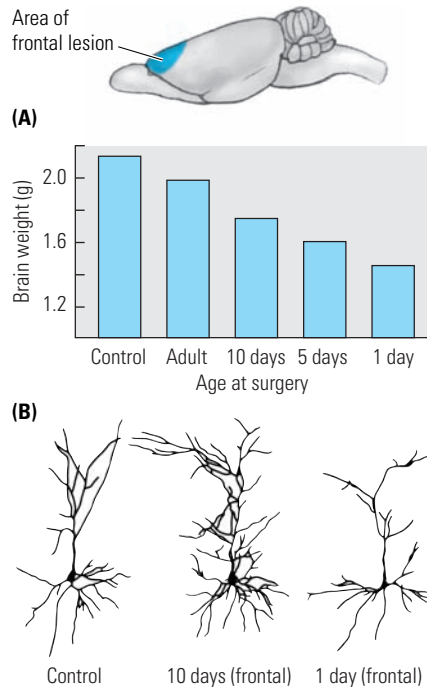 Area of
frontal lesion
(A)
Brain weight (g)
2.0
1.6
1.2
Control Adult 10 days 5 days 1 day
Age at surgery
(B)
Control 10 days (frontal) 1 day (frontal)